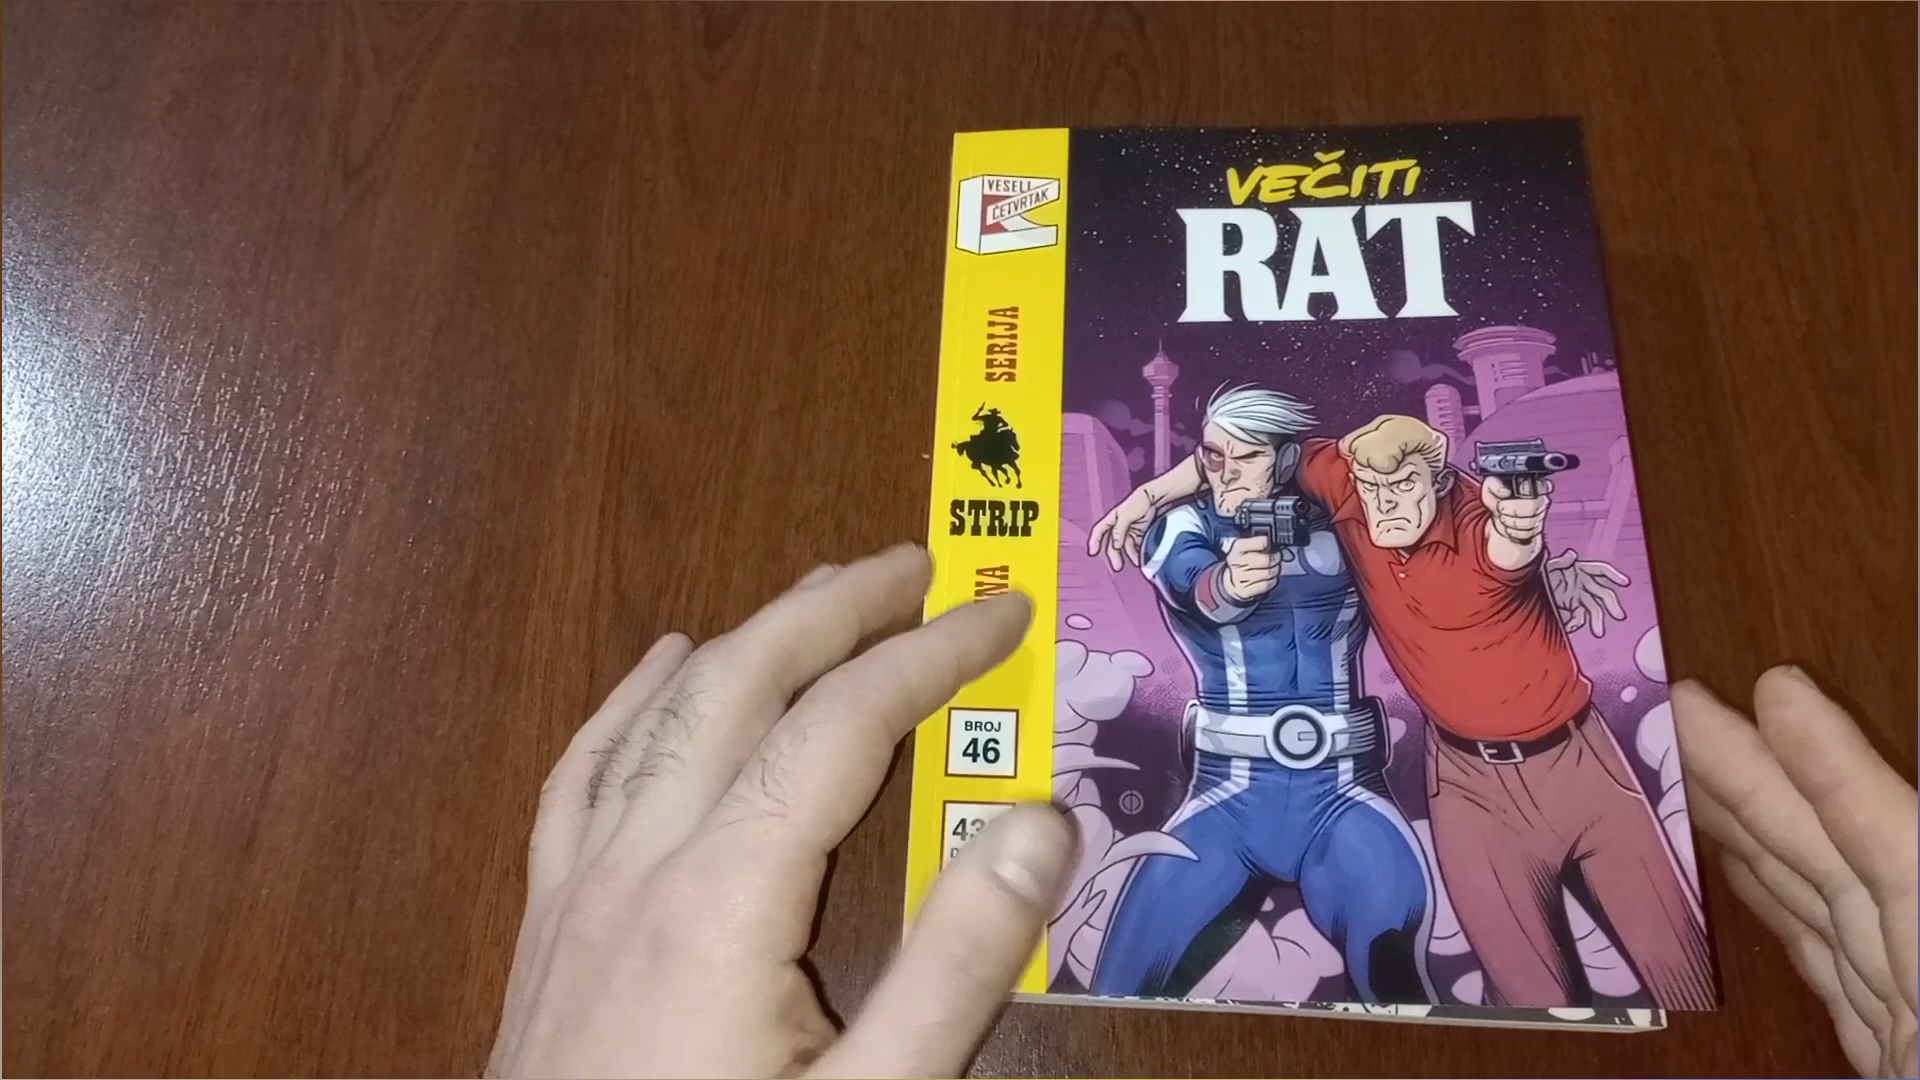 VESELI
ČETVRTAK
SERIJA
STRIP
BROJ
46
VEČITI
RAT